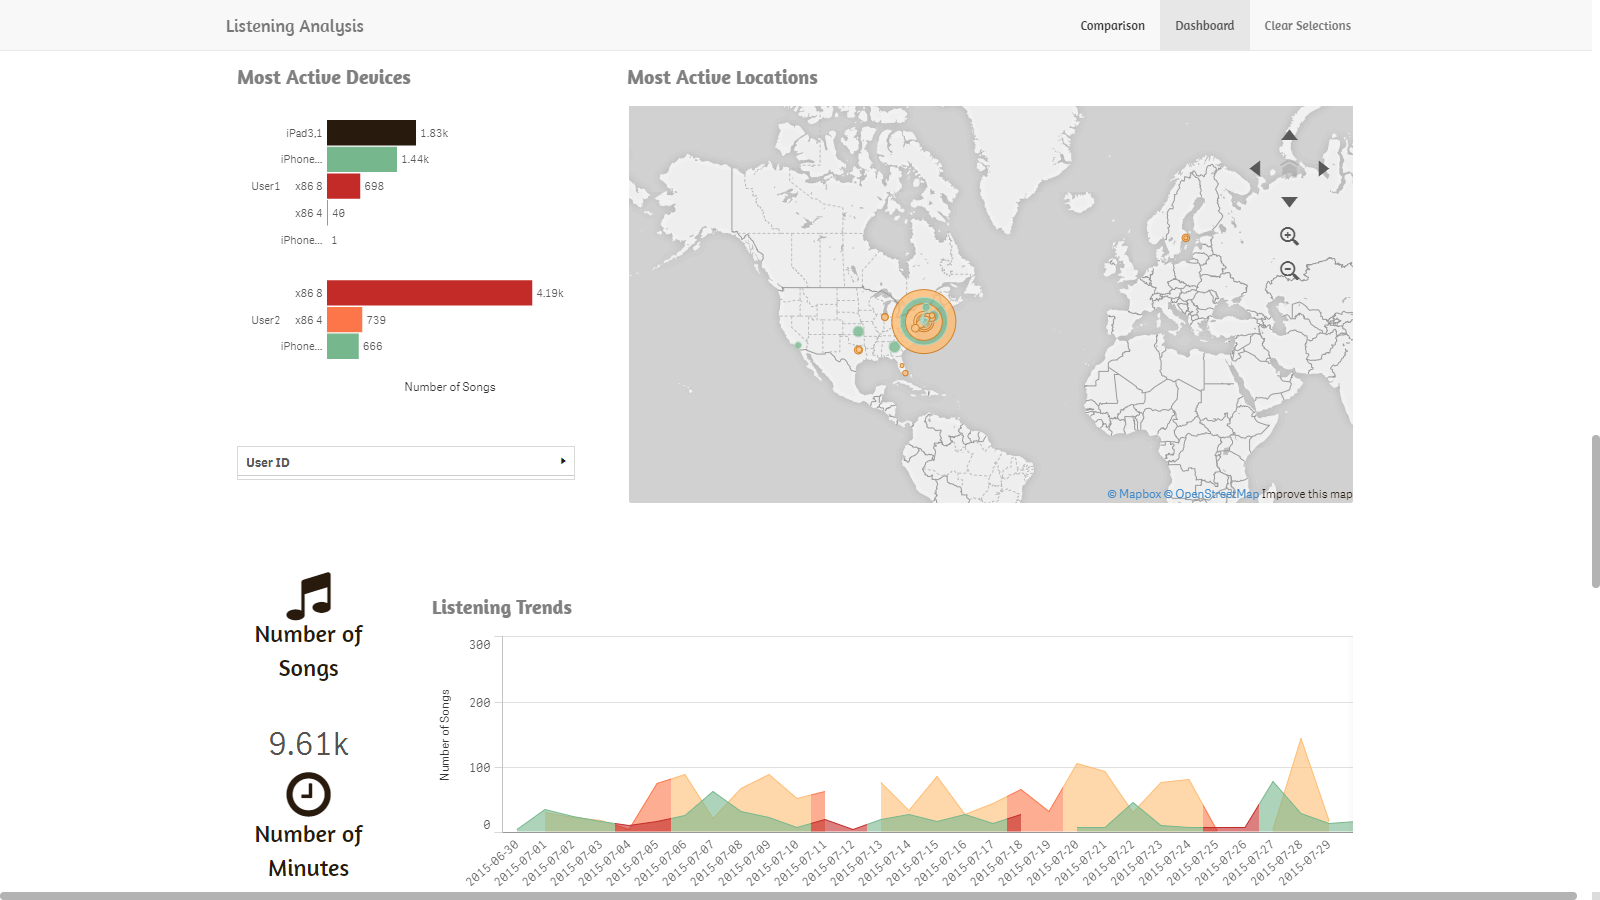 Listening Analysis
Comparison
Dashboard
Clear Selections
Most Active Devices
Most Active Locations
iPad3,1 1.83k
iPhone... 1.44k
User1 x86 8 698
x86 4 40
iPhone... 1
x86 8 4.19k
User2 x86 4 739
iPhone... 666
Number of Songs
User ID
© Mapbox © OpenStreetMap Improve this map
Number of
Songs
9.61k
Number of
Minutes
Listening Trends
Number of Songs
300
200
100
0
2015-06-30
2015-07-01
2015-07-02
2015-07-03
2015-07-04
2015-07-05
2015-07-06
2015-07-07
2015-07-08
2015-07-09
2015-07-10
2015-07-11
2015-07-12
2015-07-13
2015-07-14
2015-07-15
2015-07-16
2015-07-17
2015-07-18
2015-07-19
2015-07-20
2015-07-21
2015-07-22
2015-07-23
2015-07-24
2015-07-25
2015-07-26
2015-07-27
2015-07-28
2015-07-29